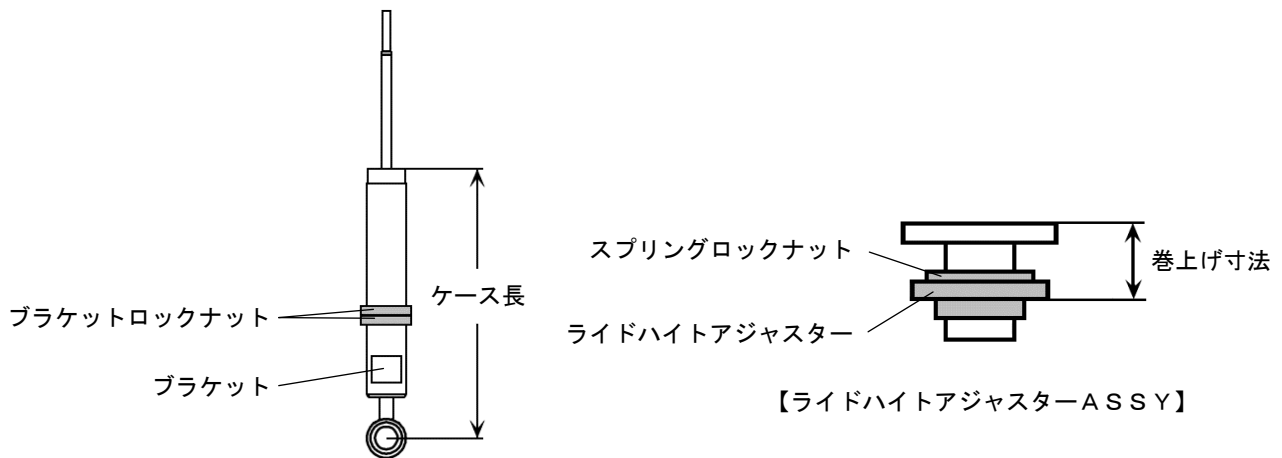 ケース長
ブラケットロックナット
ブラケット
スプリングロックナット
巻上げ寸法
ライドハイトアジャスター
【ライドハイトアジャスターＡＳＳＹ】